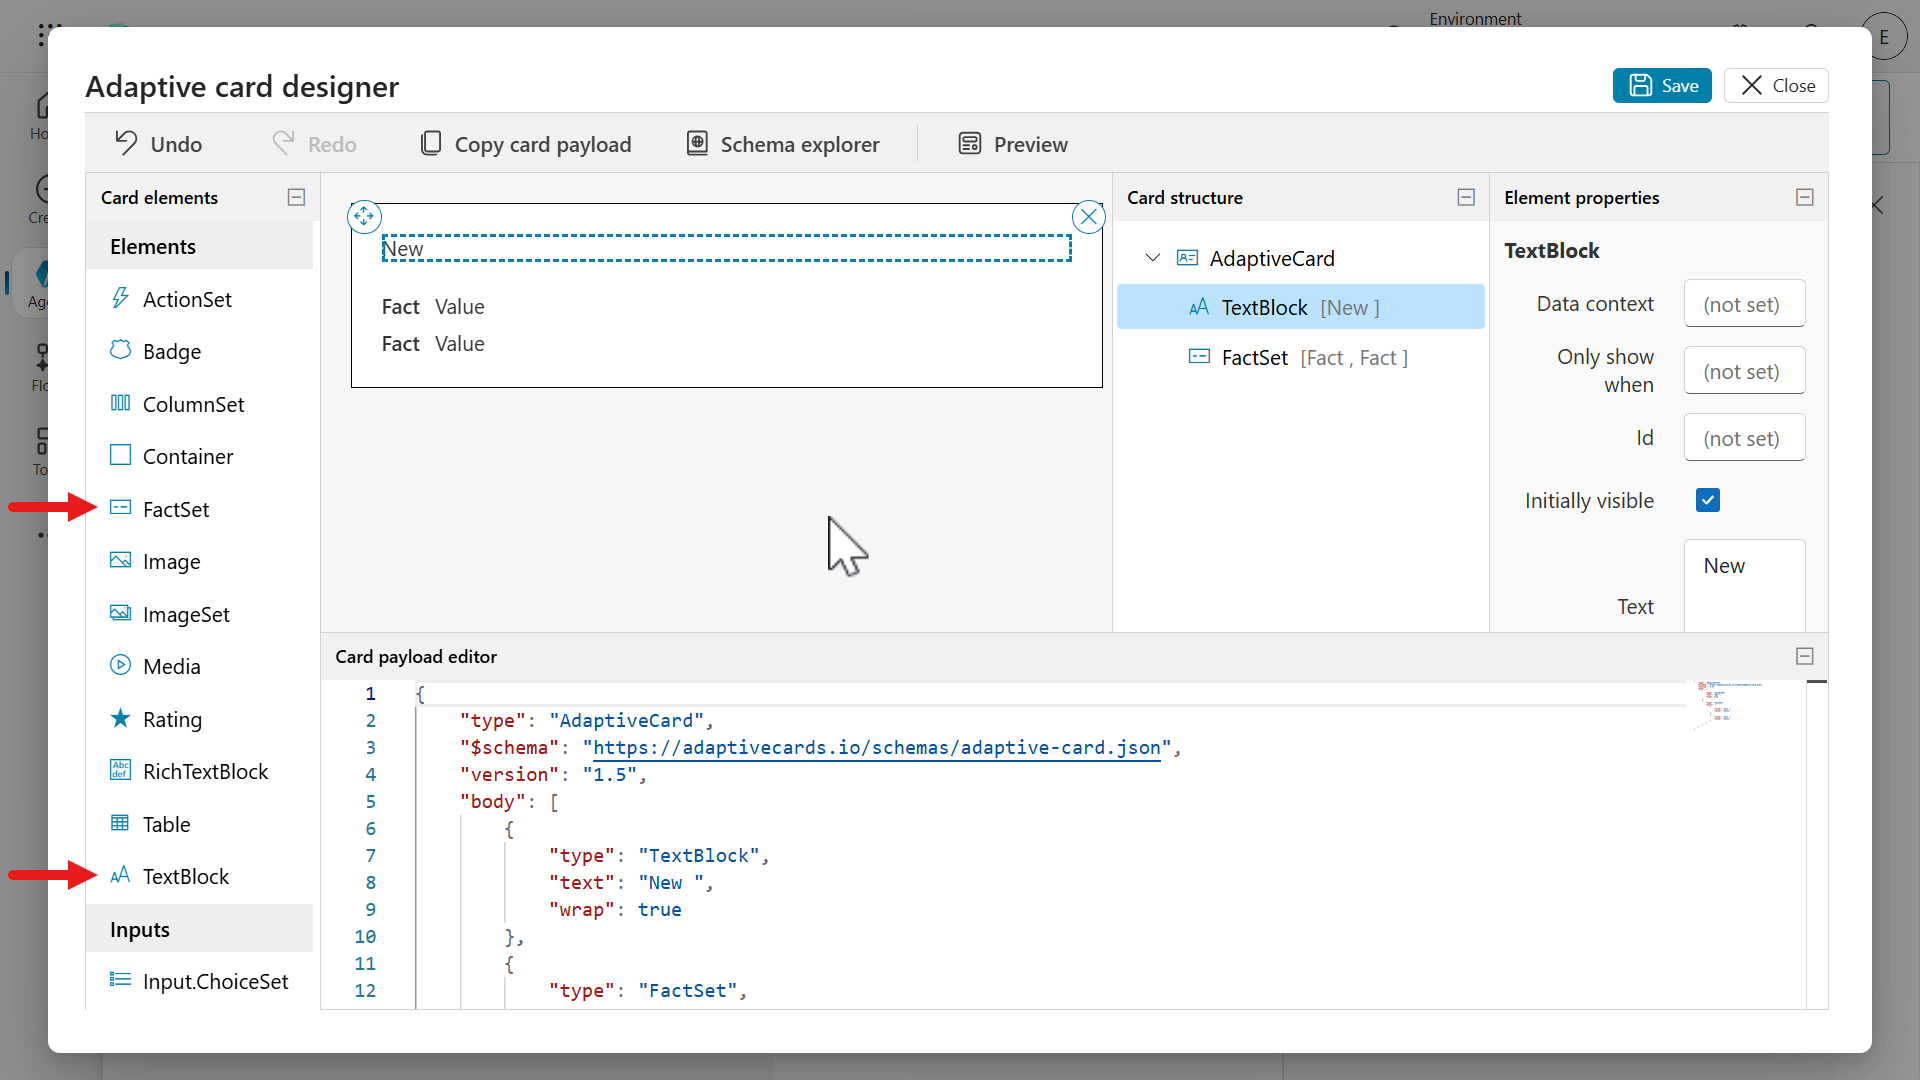 Environment
E
Adaptive card designer
Save
Close
Undo
Redo
Copy card payload
Schema explorer
Preview
Card elements
Elements
ActionSet
Badge
ColumnSet
Container
FactSet
Image
ImageSet
Media
Rating
RichTextBlock
Table
TextBlock
Inputs
Input.ChoiceSet
New
Fact Value
Fact Value
Card structure
AdaptiveCard
TextBlock [New ]
FactSet [Fact , Fact ]
Element properties
TextBlock
Data context (not set)
Only show when (not set)
Id (not set)
Initially visible
Text New
Card payload editor
1 {
2 "type": "AdaptiveCard",
3 "$schema": "https://adaptivecards.io/schemas/adaptive-card.json",
4 "version": "1.5",
5 "body": [
6 {
7 "type": "TextBlock",
8 "text": "New ",
9 "wrap": true
10 },
11 {
12 "type": "FactSet",